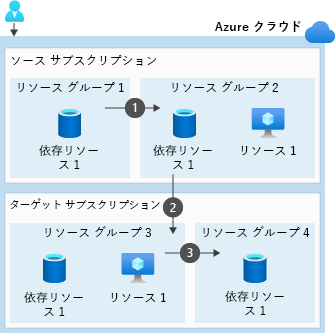 Azure クラウド
ソース サブスクリプション
リソース グループ 1
リソース グループ 2
1
依存リソー
ス 1
依存リソー
ス 1
リソース 1
2
ターゲット サブスクリプション
リソース グループ 3
リソース グループ 4
3
依存リソー
ス 1
リソース 1
依存リソー
ス 1